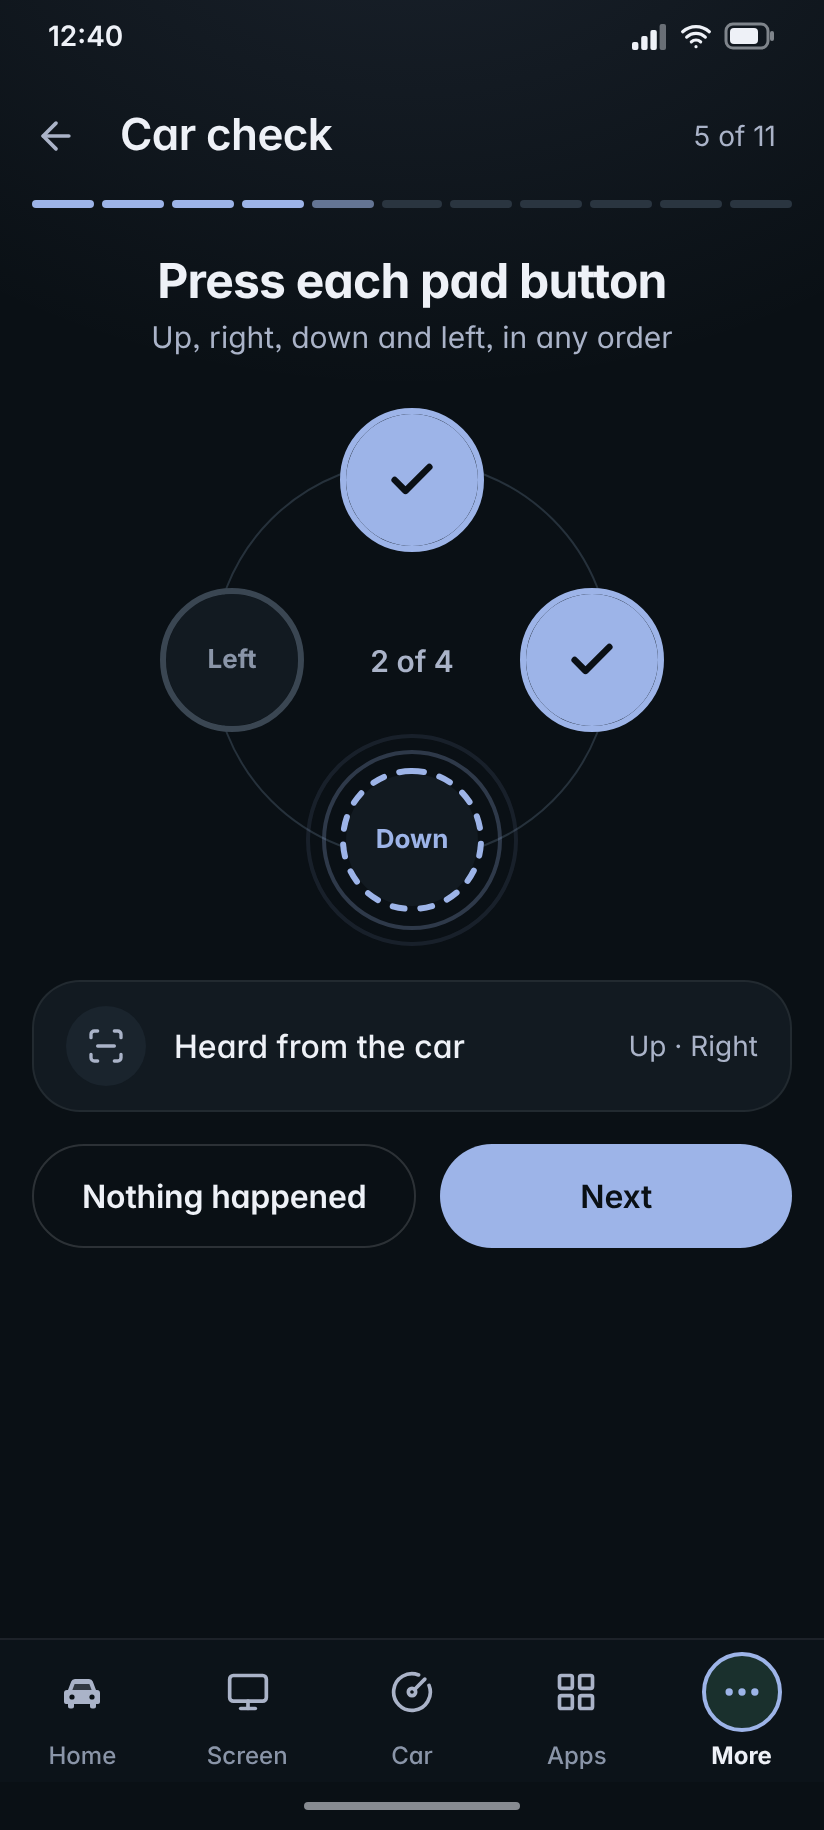 12:40
Car check
5 of 11
Press each pad button
Up, right, down and left, in any order
Left
2 of 4
Down
Heard from the car
Up · Right
Nothing happened
Next
Home
Screen
Car
Apps
More